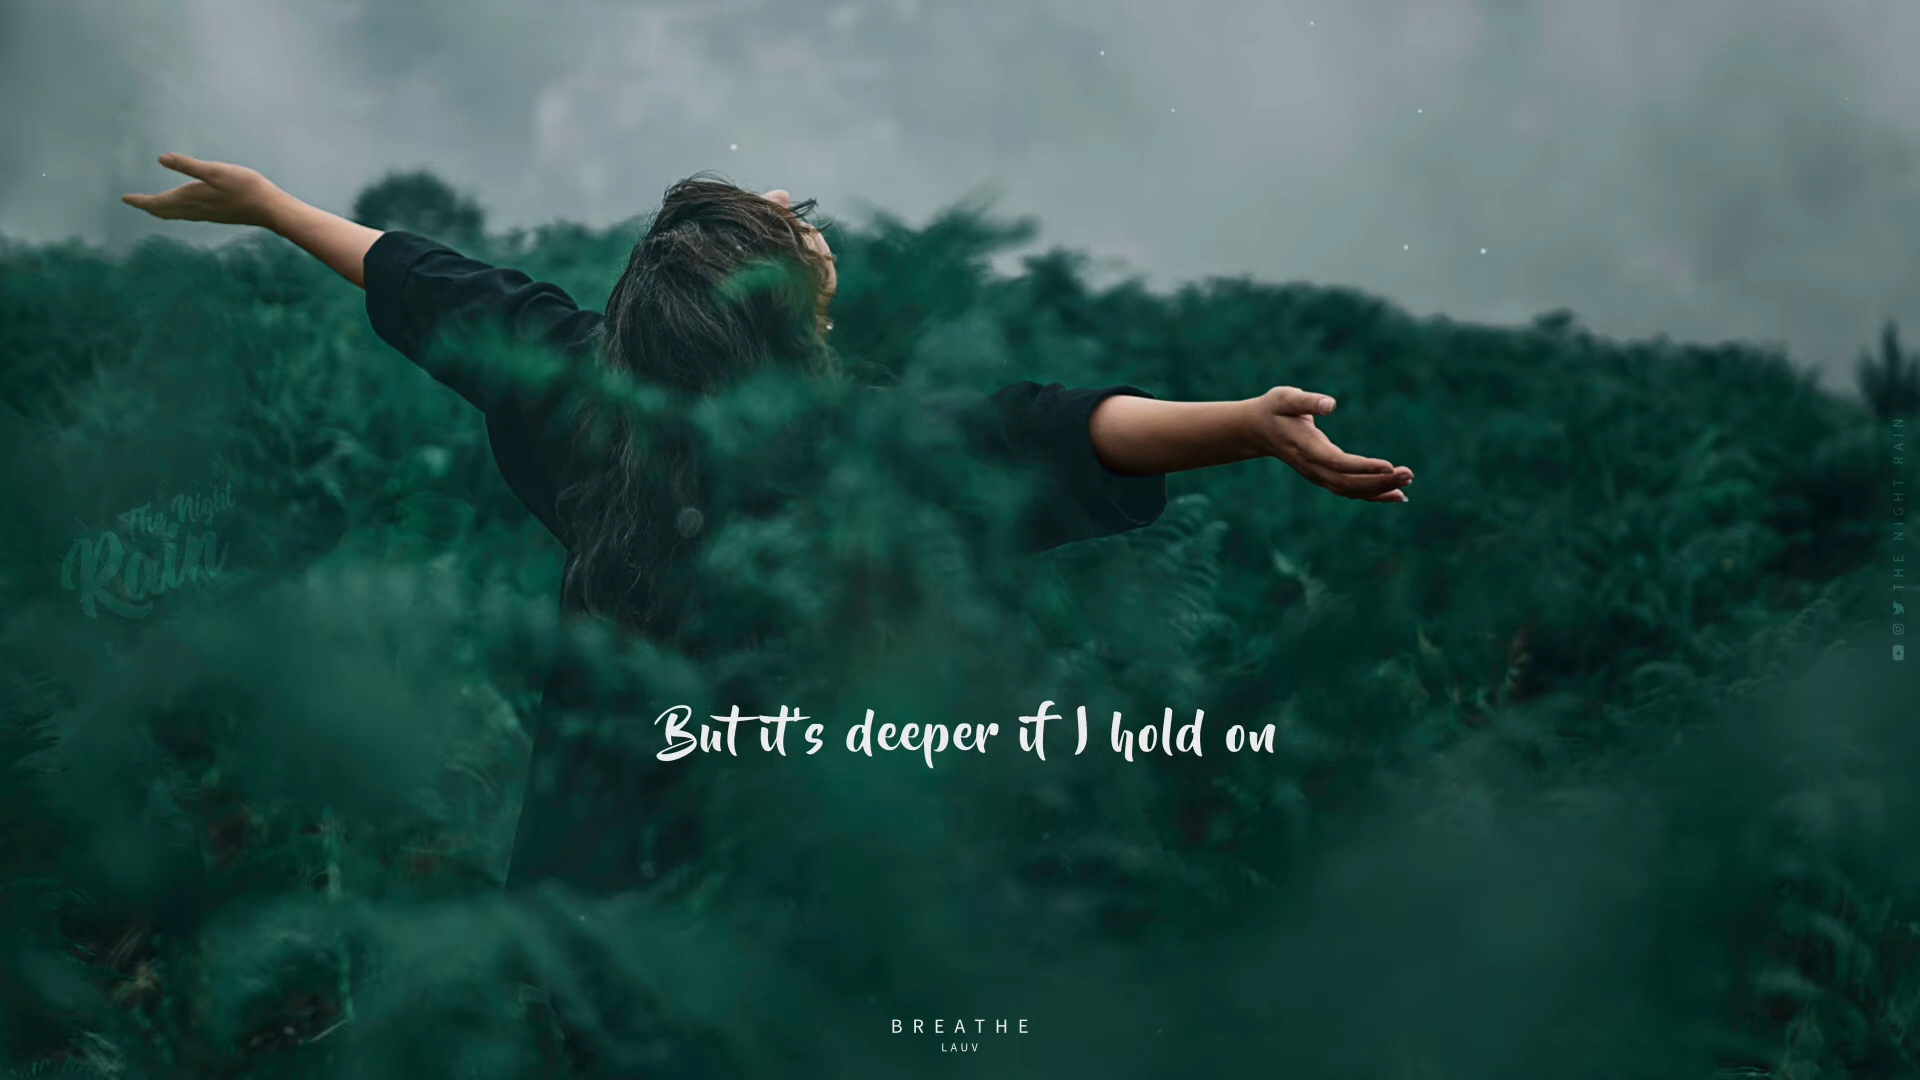 The Night
Rain
THE NIGHT RAIN
But it's deeper if I hold on
BREATHE
LAUV